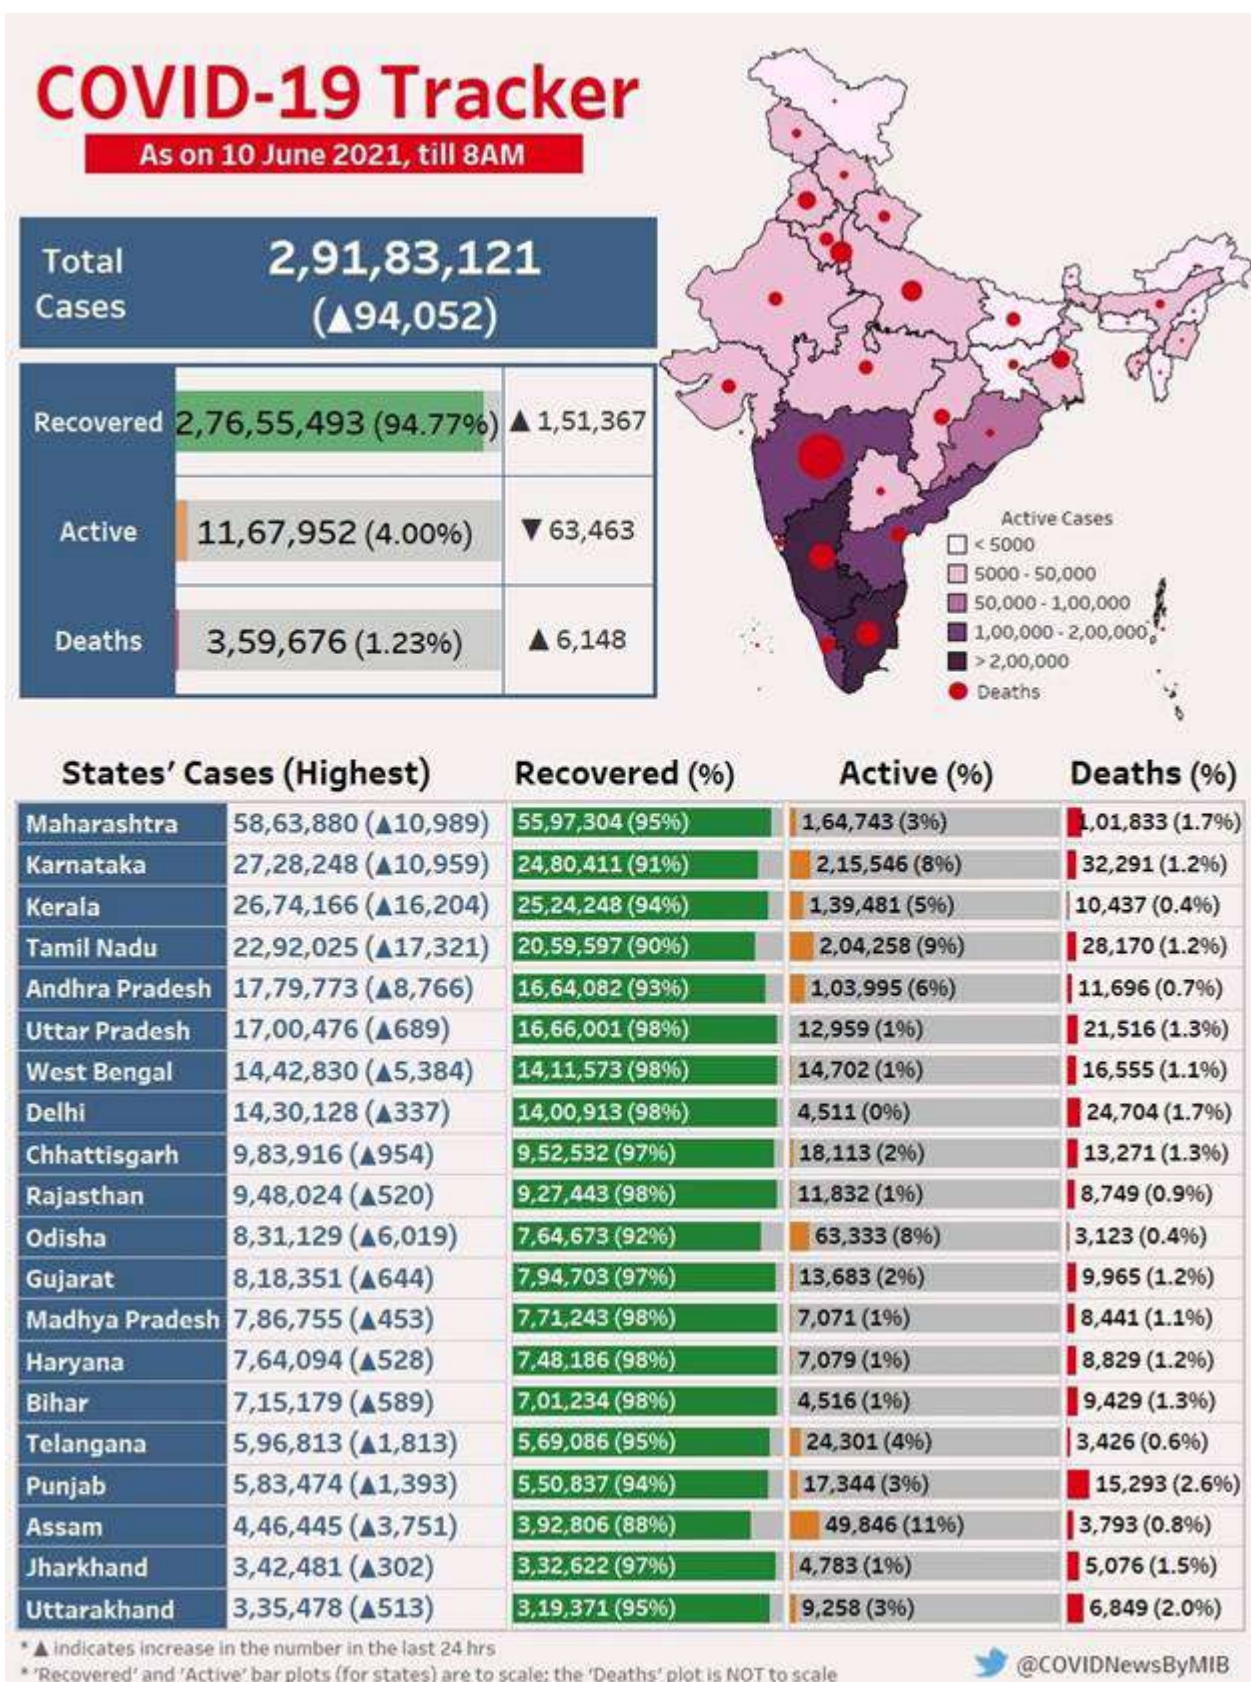 COVID-19 Tracker
As on 10 June 2021, till 8AM
Total Cases
2,91,83,121
(▲94,052)
Recovered 2,76,55,493 (94.77%) ▲ 1,51,367
Active 11,67,952 (4.00%) ▼ 63,463
Deaths 3,59,676 (1.23%) ▲ 6,148
Active Cases
< 5000
5000 - 50,000
50,000 - 1,00,000
1,00,000 - 2,00,000
> 2,00,000
Deaths
States' Cases (Highest) Recovered (%) Active (%) Deaths (%)
Maharashtra 58,63,880 (▲10,989) 55,97,304 (95%) 1,64,743 (3%) 1,01,833 (1.7%)
Karnataka 27,28,248 (▲10,959) 24,80,411 (91%) 2,15,546 (8%) 32,291 (1.2%)
Kerala 26,74,166 (▲16,204) 25,24,248 (94%) 1,39,481 (5%) 10,437 (0.4%)
Tamil Nadu 22,92,025 (▲17,321) 20,59,597 (90%) 2,04,258 (9%) 28,170 (1.2%)
Andhra Pradesh 17,79,773 (▲8,766) 16,64,082 (93%) 1,03,995 (6%) 11,696 (0.7%)
Uttar Pradesh 17,00,476 (▲689) 16,66,001 (98%) 12,959 (1%) 21,516 (1.3%)
West Bengal 14,42,830 (▲5,384) 14,11,573 (98%) 14,702 (1%) 16,555 (1.1%)
Delhi 14,30,128 (▲337) 14,00,913 (98%) 4,511 (0%) 24,704 (1.7%)
Chhattisgarh 9,83,916 (▲954) 9,52,532 (97%) 18,113 (2%) 13,271 (1.3%)
Rajasthan 9,48,024 (▲520) 9,27,443 (98%) 11,832 (1%) 8,749 (0.9%)
Odisha 8,31,129 (▲6,019) 7,64,673 (92%) 63,333 (8%) 3,123 (0.4%)
Gujarat 8,18,351 (▲644) 7,94,703 (97%) 13,683 (2%) 9,965 (1.2%)
Madhya Pradesh 7,86,755 (▲453) 7,71,243 (98%) 7,071 (1%) 8,441 (1.1%)
Haryana 7,64,094 (▲528) 7,48,186 (98%) 7,079 (1%) 8,829 (1.2%)
Bihar 7,15,179 (▲589) 7,01,234 (98%) 4,516 (1%) 9,429 (1.3%)
Telangana 5,96,813 (▲1,813) 5,69,086 (95%) 24,301 (4%) 3,426 (0.6%)
Punjab 5,83,474 (▲1,393) 5,50,837 (94%) 17,344 (3%) 15,293 (2.6%)
Assam 4,46,445 (▲3,751) 3,92,806 (88%) 49,846 (11%) 3,793 (0.8%)
Jharkhand 3,42,481 (▲302) 3,32,622 (97%) 4,783 (1%) 5,076 (1.5%)
Uttarakhand 3,35,478 (▲513) 3,19,371 (95%) 9,258 (3%) 6,849 (2.0%)
* ▲ indicates increase in the number in the last 24 hrs
* 'Recovered' and 'Active' bar plots (for states) are to scale; the 'Deaths' plot is NOT to scale
@COVIDNewsByMIB